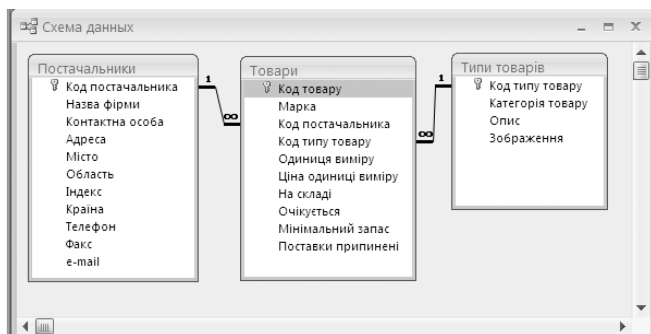 Схема данных
Постачальники
Код постачальника
Назва фірми
Контактна особа
Адреса
Місто
Область
Індекс
Країна
Телефон
Факс
e-mail
1
∞
Товари
Код товару
Марка
Код постачальника
Код типу товару
Одиниця виміру
Ціна одиниці виміру
На складі
Очікується
Мінімальний запас
Поставки припинені
1
∞
Типи товарів
Код типу товару
Категорія товару
Опис
Зображення